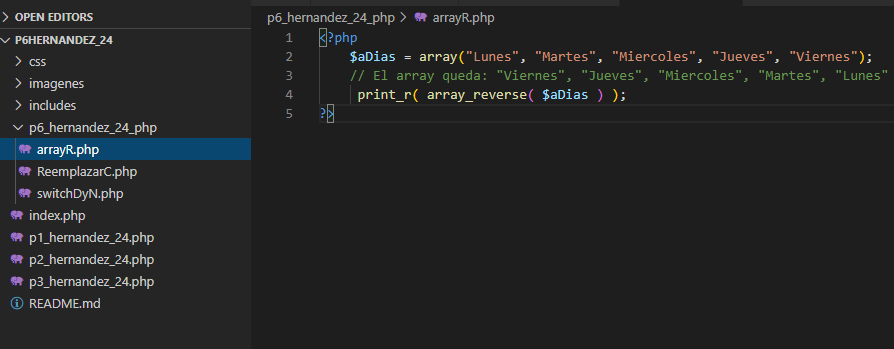 OPEN EDITORS
P6HERNANDEZ_24
css
imagenes
includes
p6_hernandez_24_php
arrayR.php
ReemplazarC.php
switchDyN.php
index.php
p1_hernandez_24.php
p2_hernandez_24.php
p3_hernandez_24.php
README.md
p6_hernandez_24_php > arrayR.php
1 <?php
2 $aDias = array("Lunes", "Martes", "Miercoles", "Jueves", "Viernes");
3 // El array queda: "Viernes", "Jueves", "Miercoles", "Martes", "Lunes"
4 print_r( array_reverse( $aDias ) );
5 ?>